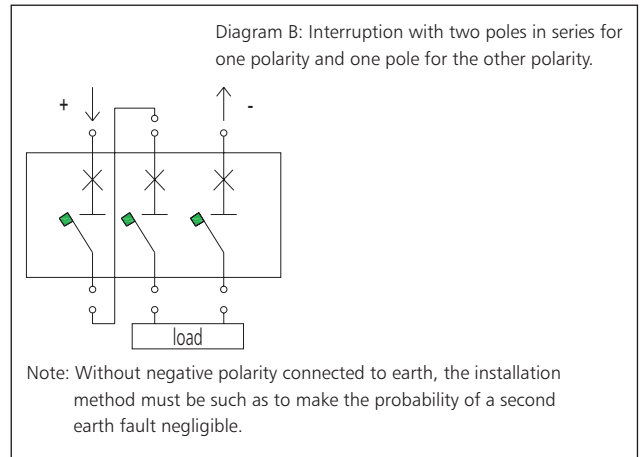 Diagram B: Interruption with two poles in series for
one polarity and one pole for the other polarity.
+ -
load
Note: Without negative polarity connected to earth, the installation
method must be such as to make the probability of a second
earth fault negligible.